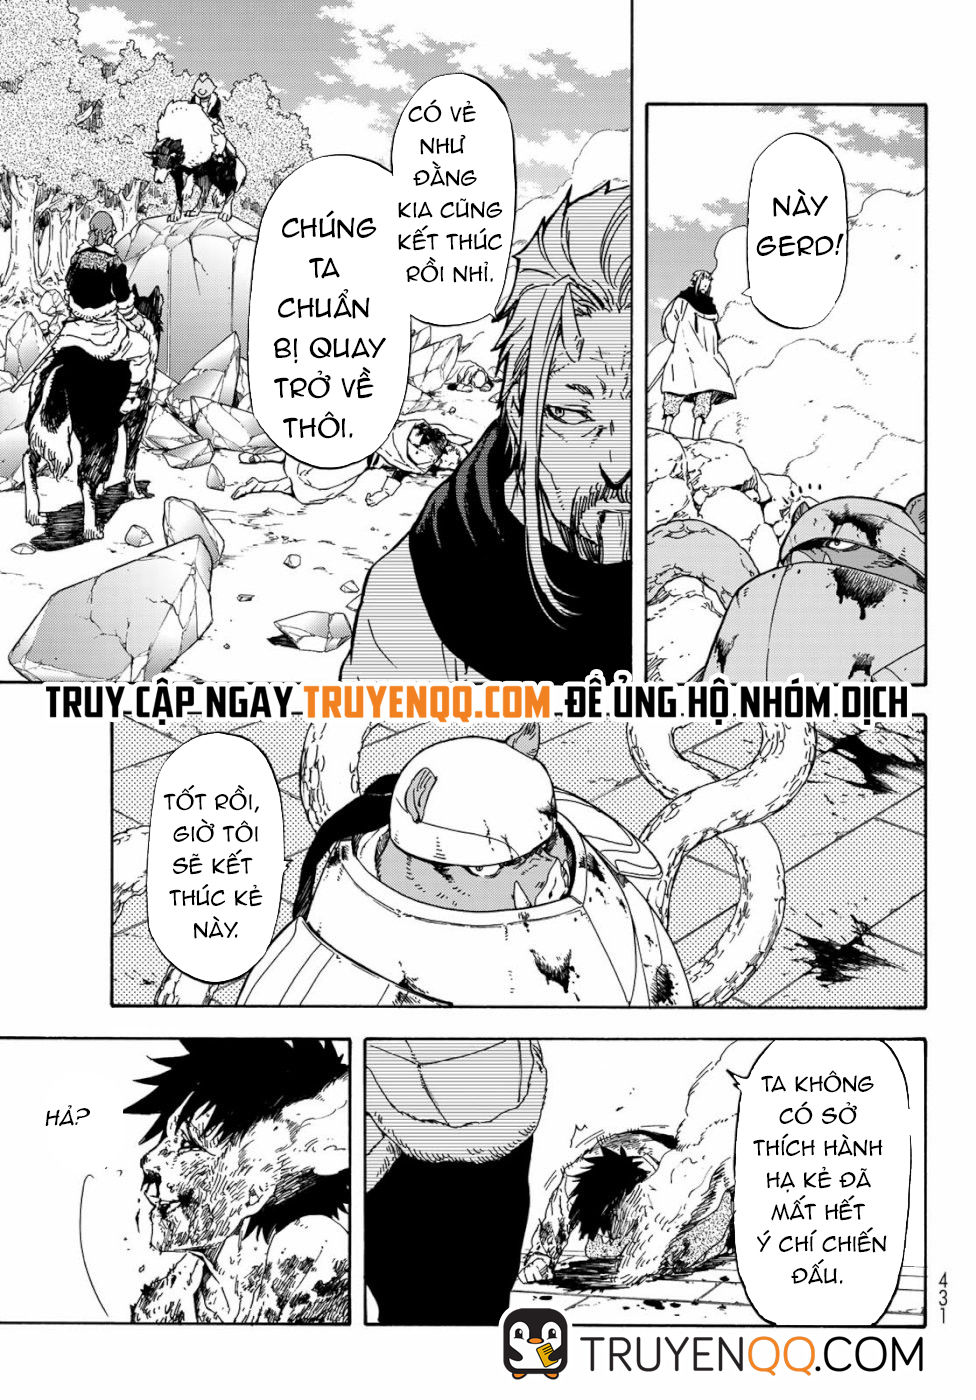 NÀY
GERD!
CÓ VẺ
NHƯ
ĐẰNG
KIA CŨNG
KẾT THÚC
RỒI NHỈ.
CHÚNG
TA
CHUẨN
BỊ QUAY
TRỞ VỀ
THÔI.
TRUY CẬP NGAY TRUYENQQ.COM ĐỂ ỦNG HỘ NHÓM DỊCH
TỐT RỒI,
GIỜ TÔI
SẼ KẾT
THÚC KẺ
NÀY.
TA KHÔNG
CÓ SỞ
THÍCH HÀNH
HẠ KẺ ĐÃ
MẤT HẾT
Ý CHÍ CHIẾN
ĐẤU.
HẢ?
431
TRUYENQQ.COM